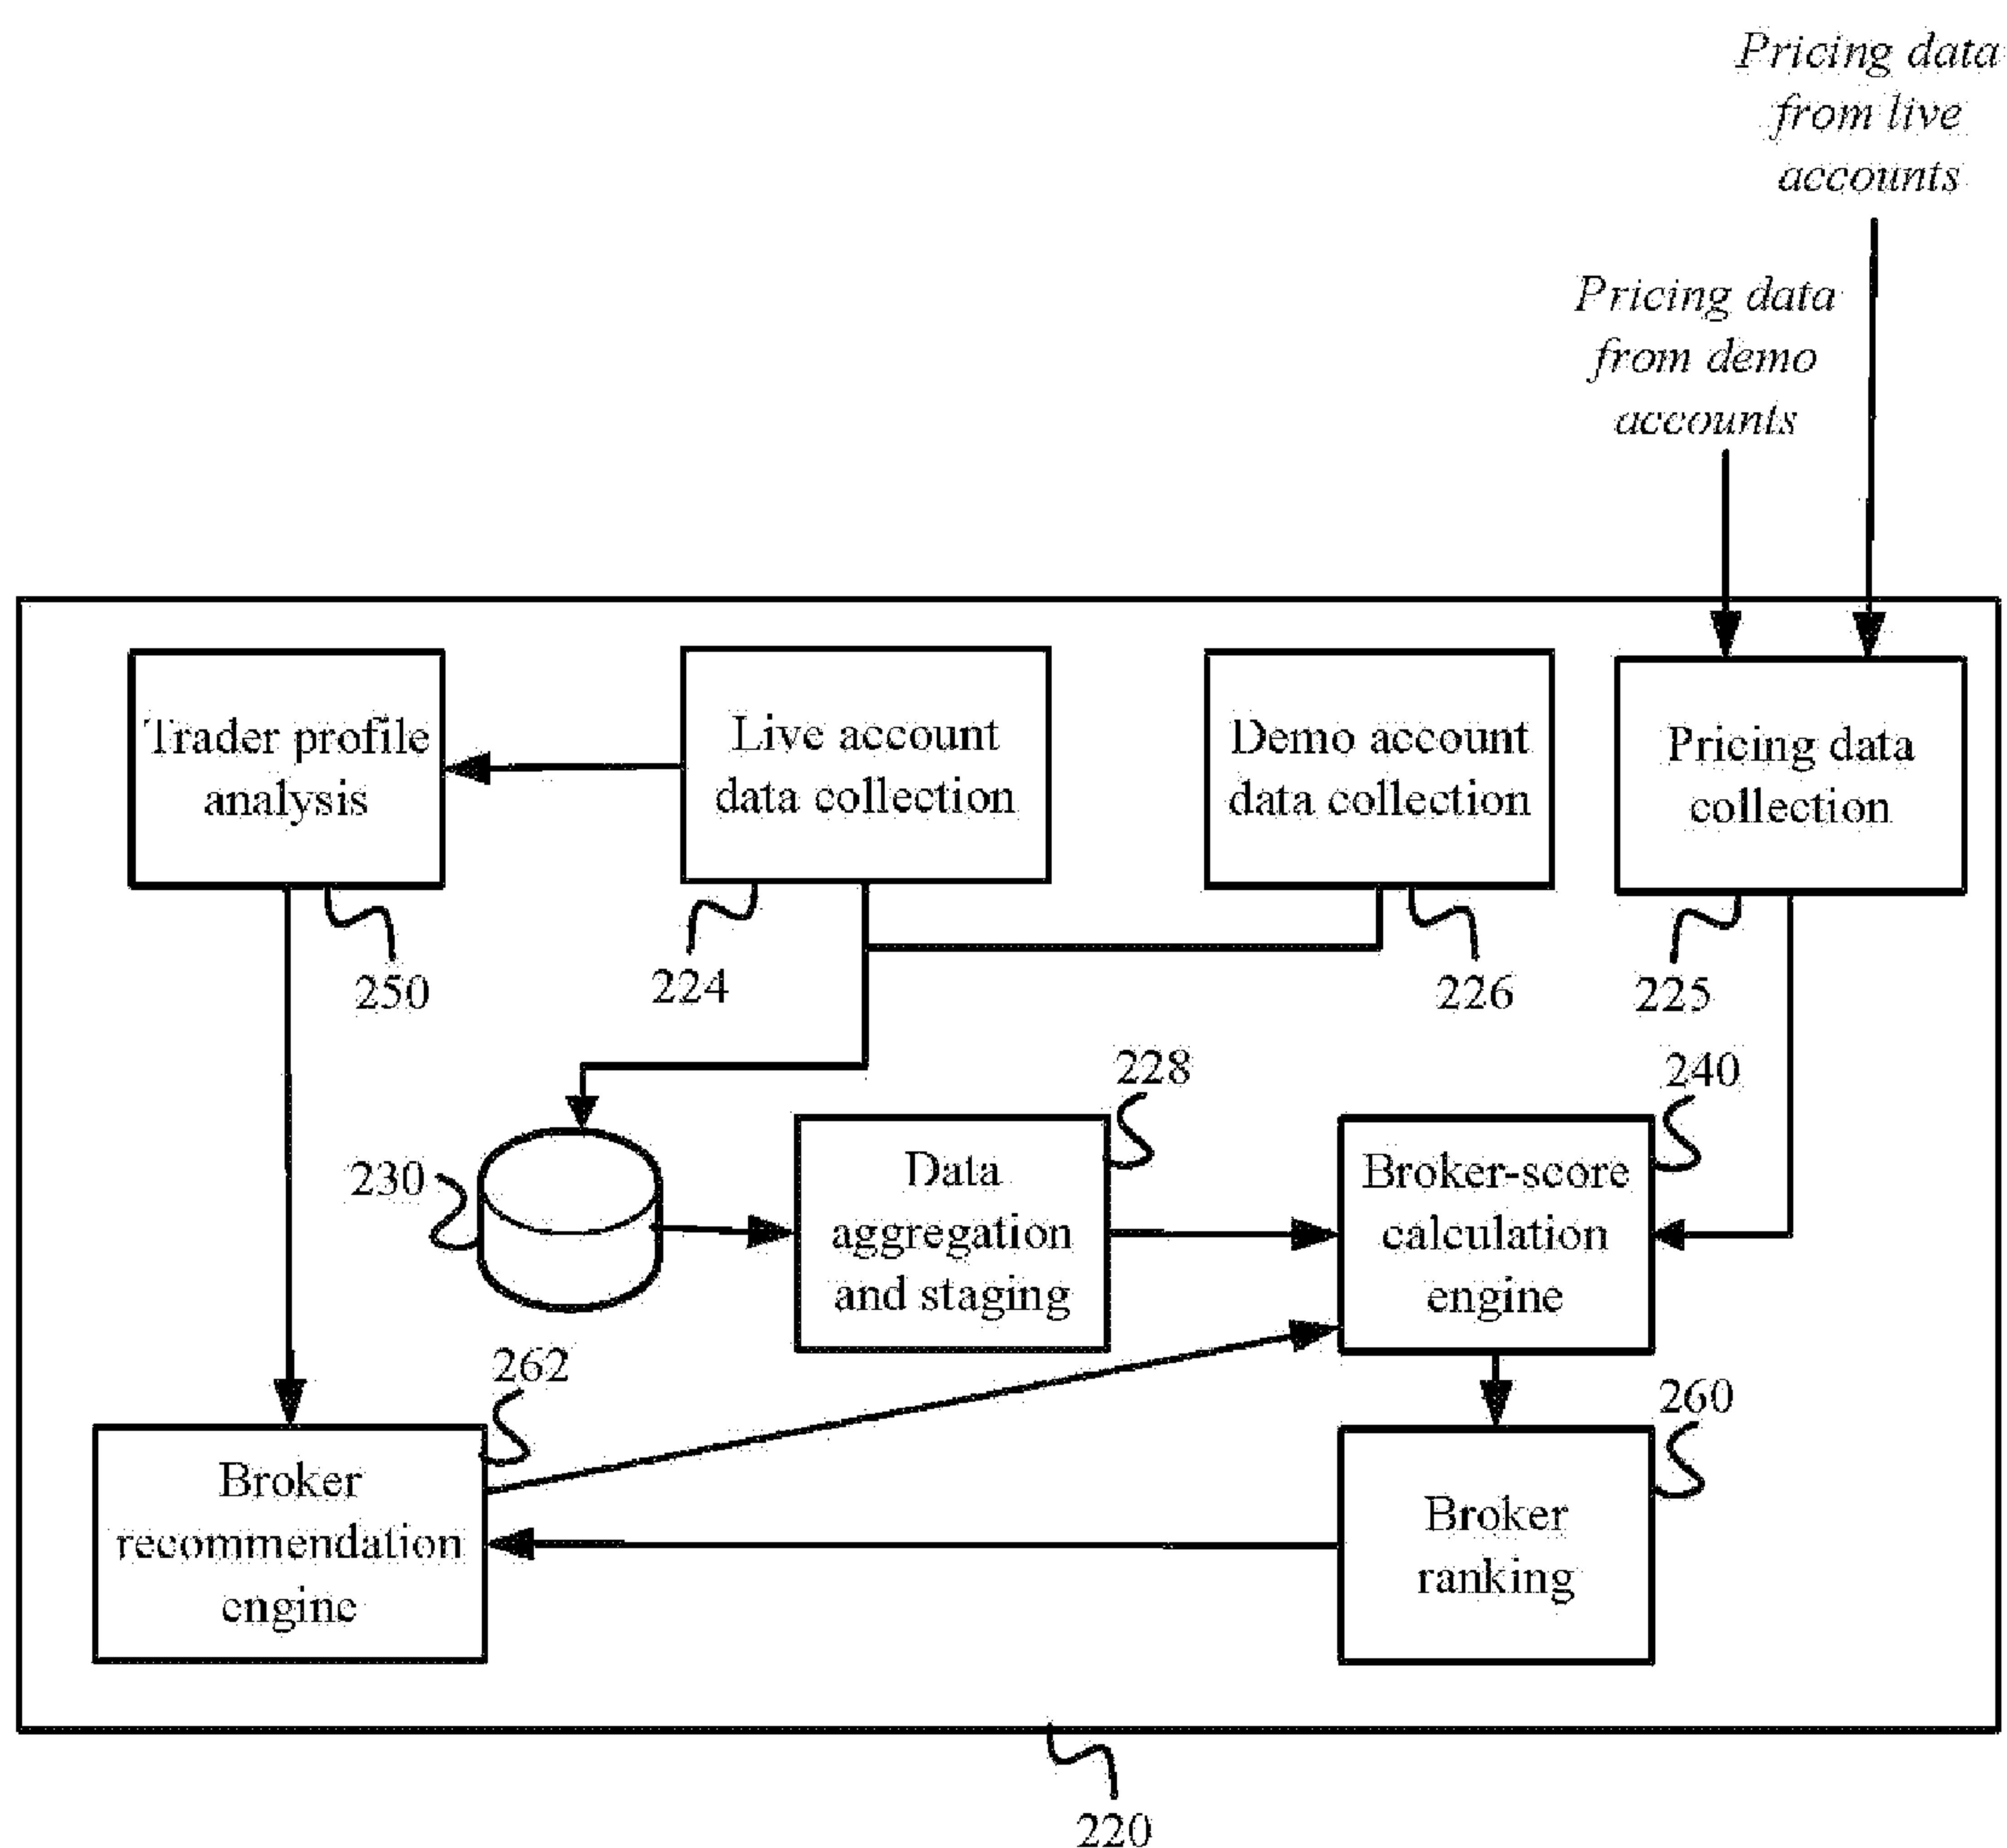 Pricing data
from live
accounts
Pricing data
from demo
accounts
Trader profile
analysis
Live account
data collection
Demo account
data collection
Pricing data
collection
250
224
226
225
228
240
230
Data
aggregation
and staging
Broker-score
calculation
engine
262
260
Broker
recommendation
engine
Broker
ranking
220